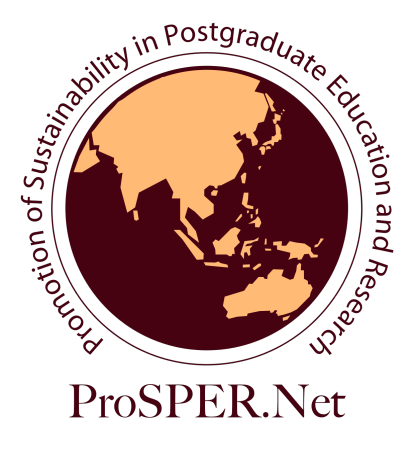 Promotion of Sustainability in Postgraduate Education and Research
ProSPER.Net